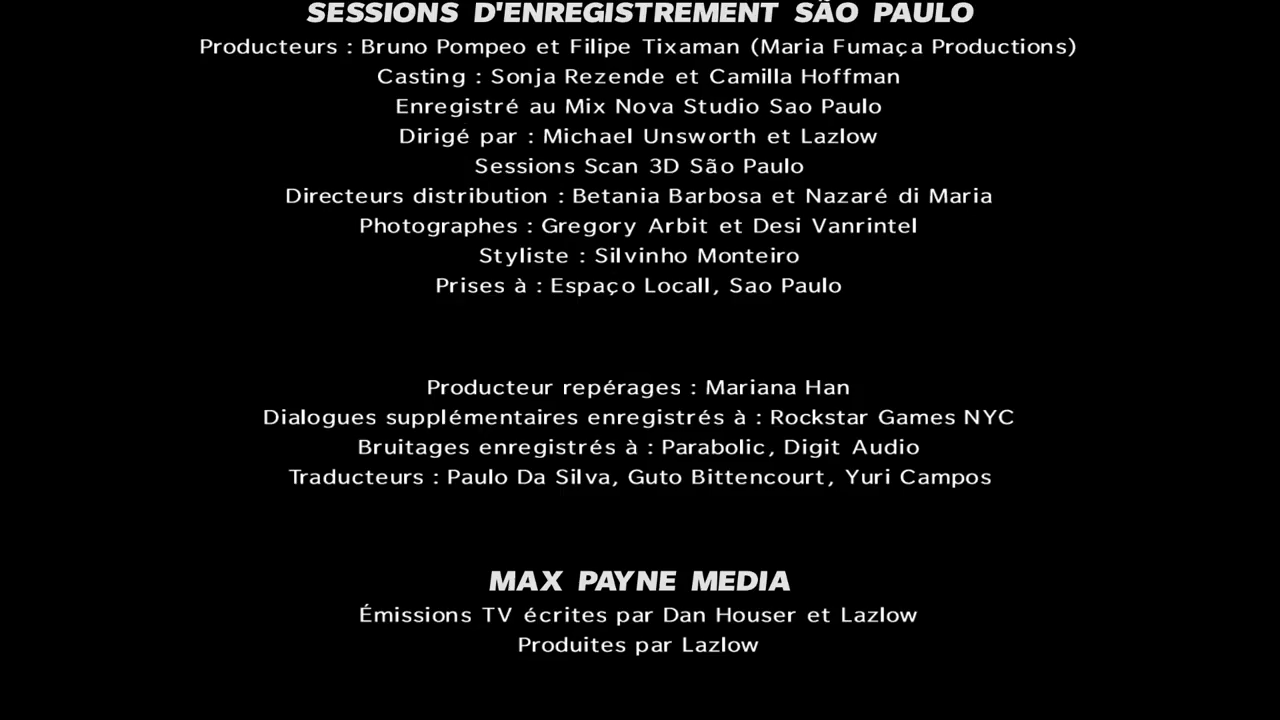 SESSIONS D'ENREGISTREMENT SÃO PAULO
Producteurs : Bruno Pompeo et Filipe Tixaman (Maria Fumaça Productions)
Casting : Sonja Rezende et Camilla Hoffman
Enregistré au Mix Nova Studio Sao Paulo
Dirigé par : Michael Unsworth et Lazlow
Sessions Scan 3D São Paulo
Directeurs distribution : Betania Barbosa et Nazaré di Maria
Photographes : Gregory Arbit et Desi Vanrintel
Styliste : Silvinho Monteiro
Prises à : Espaço Locall, Sao Paulo
Producteur repérages : Mariana Han
Dialogues supplémentaires enregistrés à : Rockstar Games NYC
Bruitages enregistrés à : Parabolic, Digit Audio
Traducteurs : Paulo Da Silva, Guto Bittencourt, Yuri Campos
MAX PAYNE MEDIA
Émissions TV écrites par Dan Houser et Lazlow
Produites par Lazlow